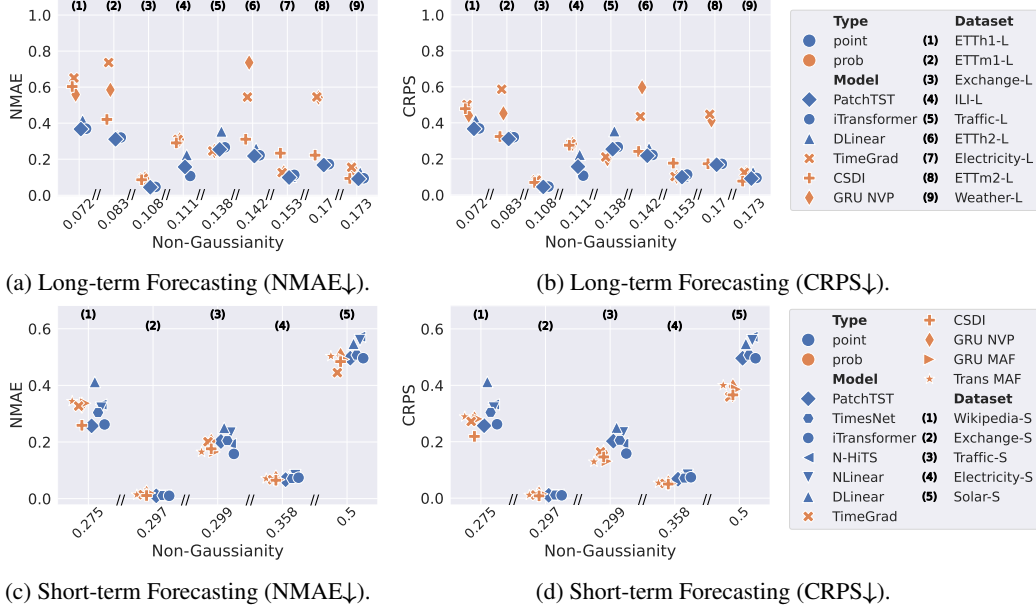 (1) (2) (3) (4) (5) (6) (7) (8) (9)
1.0
0.8
0.6
0.4
0.2
0.0
NMAE
0.072 0.083 0.108 0.111 0.138 0.142 0.153 0.17 0.173
Non-Gaussianity
(a) Long-term Forecasting (NMAE↓).
(1) (2) (3) (4) (5) (6) (7) (8) (9)
1.0
0.8
0.6
0.4
0.2
0.0
CRPS
0.072 0.083 0.108 0.111 0.138 0.142 0.153 0.17 0.173
Non-Gaussianity
(b) Long-term Forecasting (CRPS↓).
Type Dataset
point (1) ETTh1-L
prob (2) ETTm1-L
Model (3) Exchange-L
PatchTST (4) ILI-L
iTransformer (5) Traffic-L
DLinear (6) ETTh2-L
TimeGrad (7) Electricity-L
CSDI (8) ETTm2-L
GRU NVP (9) Weather-L
(1) (2) (3) (4) (5)
0.6
0.4
0.2
0.0
NMAE
0.275 0.297 0.299 0.358 0.5
Non-Gaussianity
(c) Short-term Forecasting (NMAE↓).
(1) (2) (3) (4) (5)
0.6
0.4
0.2
0.0
CRPS
0.275 0.297 0.299 0.358 0.5
Non-Gaussianity
(d) Short-term Forecasting (CRPS↓).
Type CSDI
point GRU NVP
prob GRU MAF
Model Trans MAF
PatchTST Dataset
TimesNet (1) Wikipedia-S
iTransformer (2) Exchange-S
N-HiTS (3) Traffic-S
NLinear (4) Electricity-S
DLinear (5) Solar-S
TimeGrad